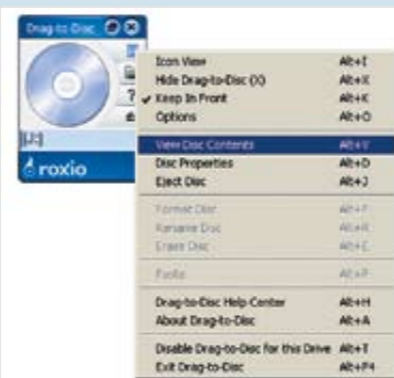 Drag-to-Disc
roxio
Icon View Alt+I
Hide Drag-to-Disc (X) Alt+X
Keep In Front Alt+K
Options Alt+O
View Disc Contents Alt+V
Disc Properties Alt+D
Eject Disc Alt+J
Format Disc Alt+F
Rename Disc Alt+R
Erase Disc Alt+E
Paste Alt+P
Drag-to-Disc Help Center Alt+H
About Drag-to-Disc Alt+A
Disable Drag-to-Disc for this Drive Alt+T
Exit Drag-to-Disc Alt+F4